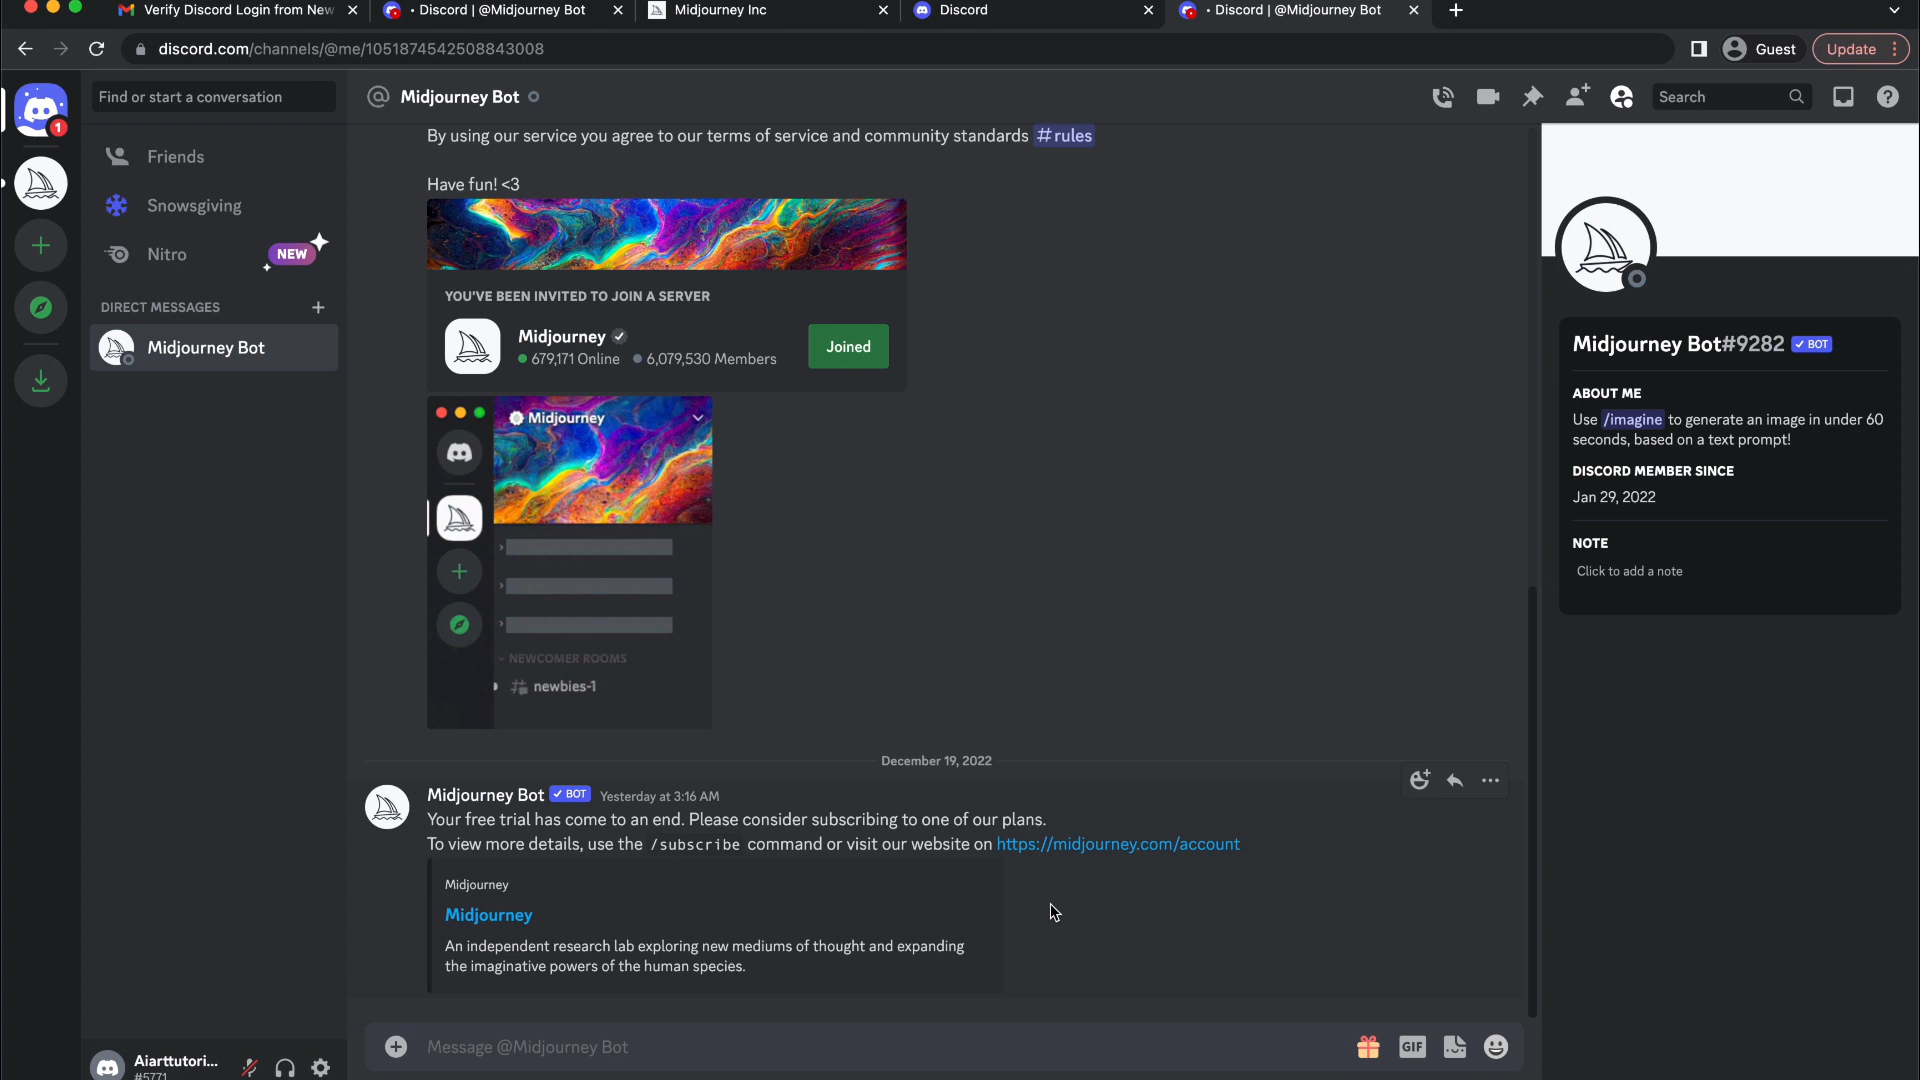 Verify Discord Login from New
• Discord | @Midjourney Bot
Midjourney Inc
Discord
• Discord | @Midjourney Bot
discord.com/channels/@me/1051874542508843008
Guest
Update
1
Find or start a conversation
Friends
Snowsgiving
Nitro
NEW
DIRECT MESSAGES
Midjourney Bot
Aiarttutori...
#5771
Midjourney Bot
Search
By using our service you agree to our terms of service and community standards #rules
Have fun! <3
YOU'VE BEEN INVITED TO JOIN A SERVER
Midjourney
679,171 Online 6,079,530 Members
Joined
Midjourney
NEWCOMER ROOMS
newbies-1
December 19, 2022
Midjourney Bot BOT Yesterday at 3:16 AM
Your free trial has come to an end. Please consider subscribing to one of our plans.
To view more details, use the /subscribe command or visit our website on https://midjourney.com/account
Midjourney
Midjourney
An independent research lab exploring new mediums of thought and expanding
the imaginative powers of the human species.
Message @Midjourney Bot
GIF
Midjourney Bot#9282 BOT
ABOUT ME
Use /imagine to generate an image in under 60
seconds, based on a text prompt!
DISCORD MEMBER SINCE
Jan 29, 2022
NOTE
Click to add a note